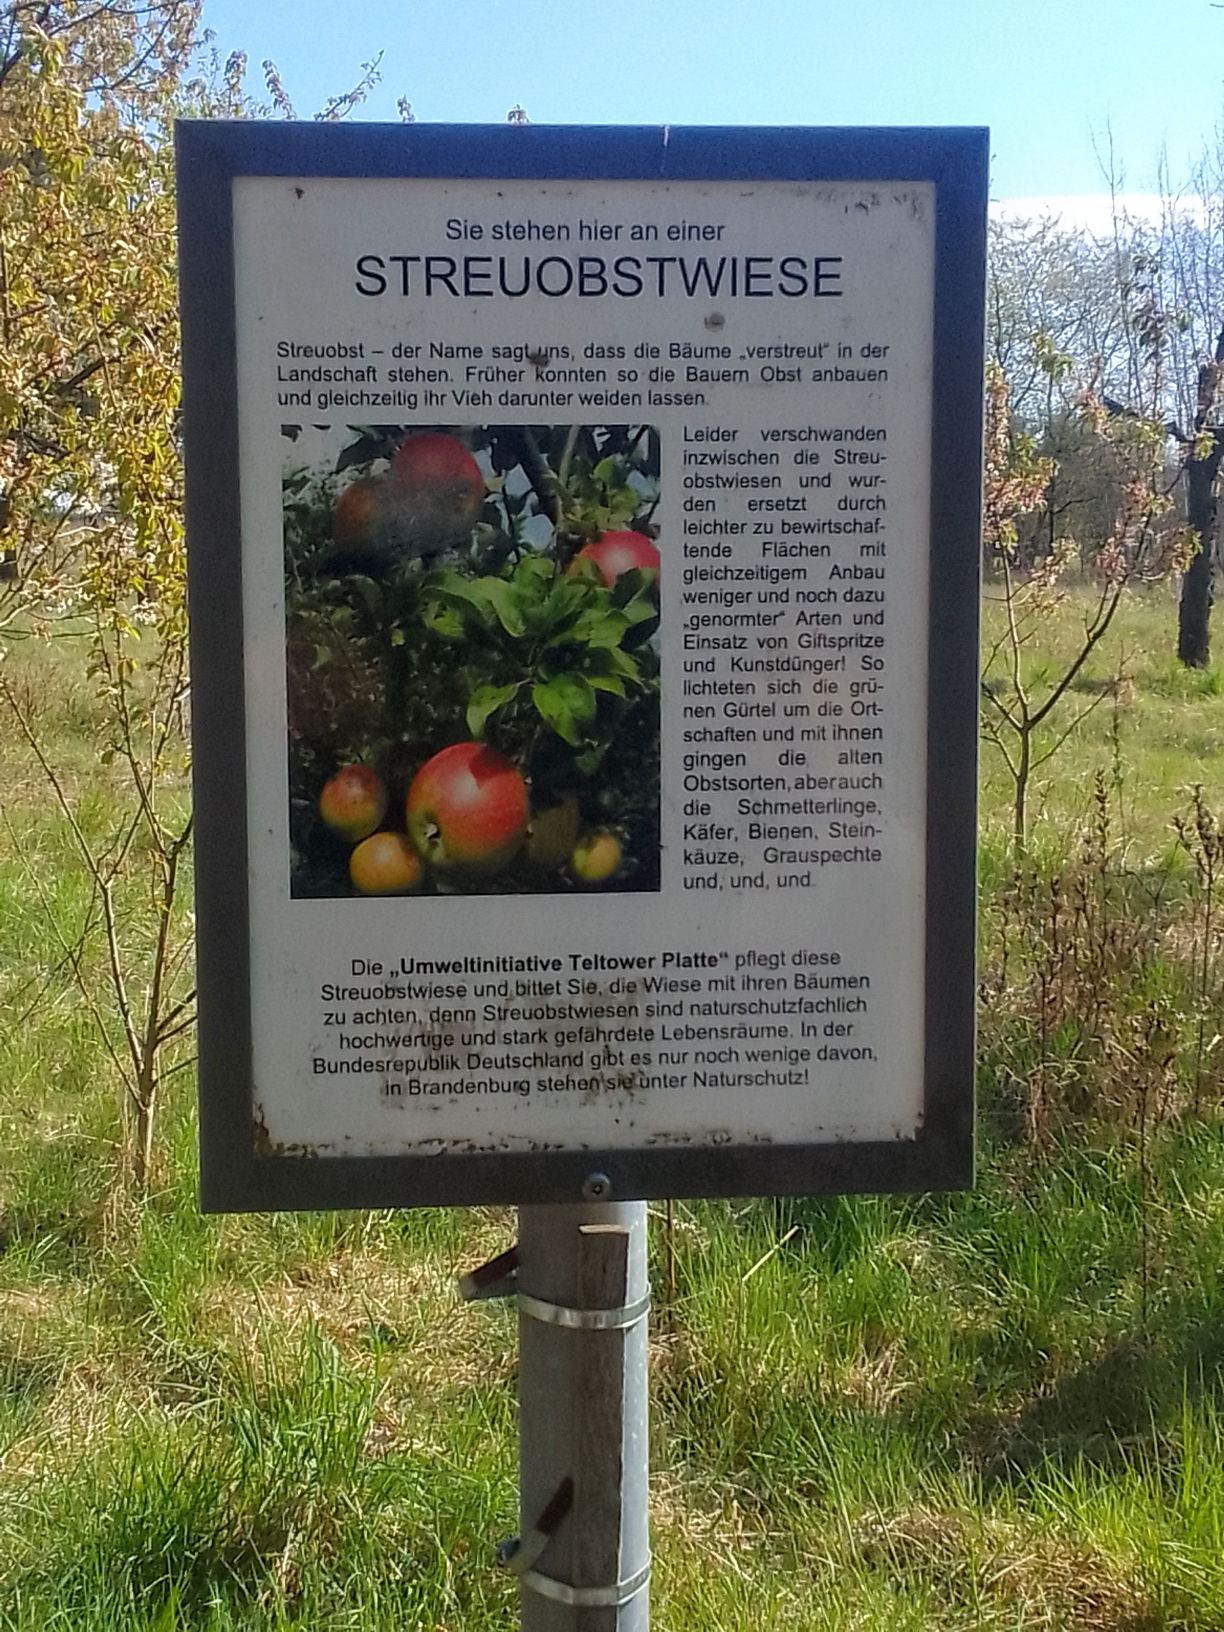 Sie stehen hier an einer
STREUOBSTWIESE
Streuobst – der Name sagt uns, dass die Bäume „verstreut“ in der
Landschaft stehen. Früher konnten so die Bauern Obst anbauen
und gleichzeitig ihr Vieh darunter weiden lassen.
Leider verschwanden
inzwischen die Streu-
obstwiesen und wur-
den ersetzt durch
leichter zu bewirtschaf-
tende Flächen mit
gleichzeitigem Anbau
weniger und noch dazu
„genormter“ Arten und
Einsatz von Giftspritze
und Kunstdünger! So
lichteten sich die grü-
nen Gürtel um die Ort-
schaften und mit ihnen
gingen die alten
Obstsorten, aber auch
die Schmetterlinge,
Käfer, Bienen, Stein-
käuze, Grauspechte
und, und, und.
Die „Umweltinitiative Teltower Platte“ pflegt diese
Streuobstwiese und bittet Sie, die Wiese mit ihren Bäumen
zu achten, denn Streuobstwiesen sind naturschutzfachlich
hochwertige und stark gefährdete Lebensräume. In der
Bundesrepublik Deutschland gibt es nur noch wenige davon,
in Brandenburg stehen sie unter Naturschutz!